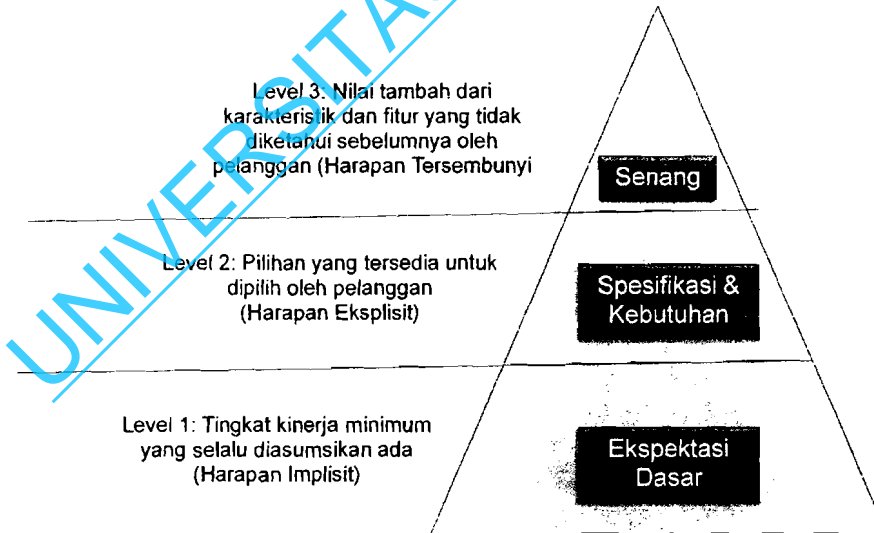 Level 3: Nilai tambah dari
karakteristik dan fitur yang tidak
diketahui sebelumnya oleh
pelanggan (Harapan Tersembunyi
Senang
Level 2: Pilihan yang tersedia untuk
dipilih oleh pelanggan
(Harapan Eksplisit)
Spesifikasi &
Kebutuhan
Level 1: Tingkat kinerja minimum
yang selalu diasumsikan ada
(Harapan Implisit)
Ekspektasi
Dasar
UNIVERSITA